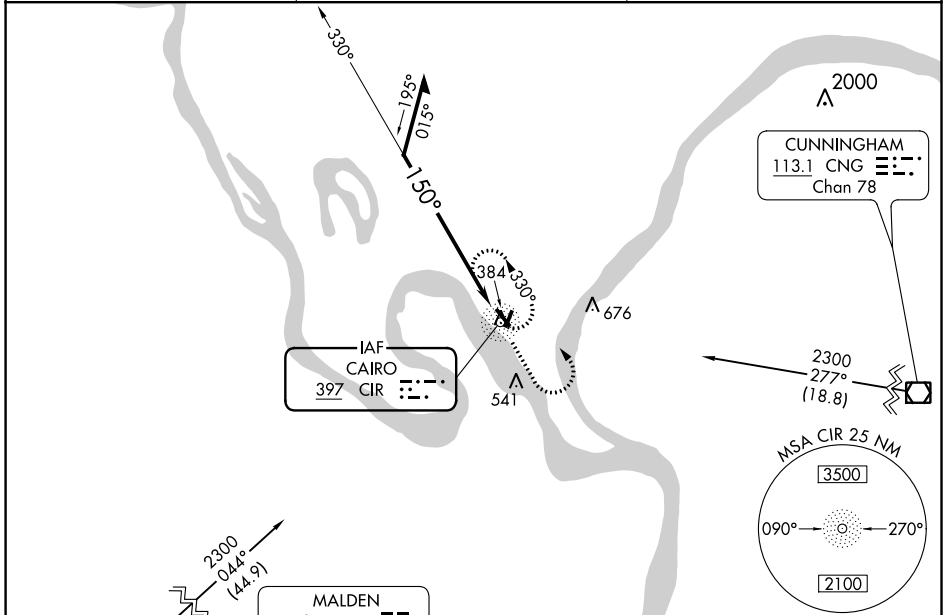 330°
195°
015°
2000
CUNNINGHAM
113.1 CNG
Chan 78
150°
384
330°
676
IAF
CAIRO
397 CIR
541
2300
277°
(18.8)
MSA CIR 25 NM
3500
090°
270°
2100
2300
044°
(44.9)
MALDEN